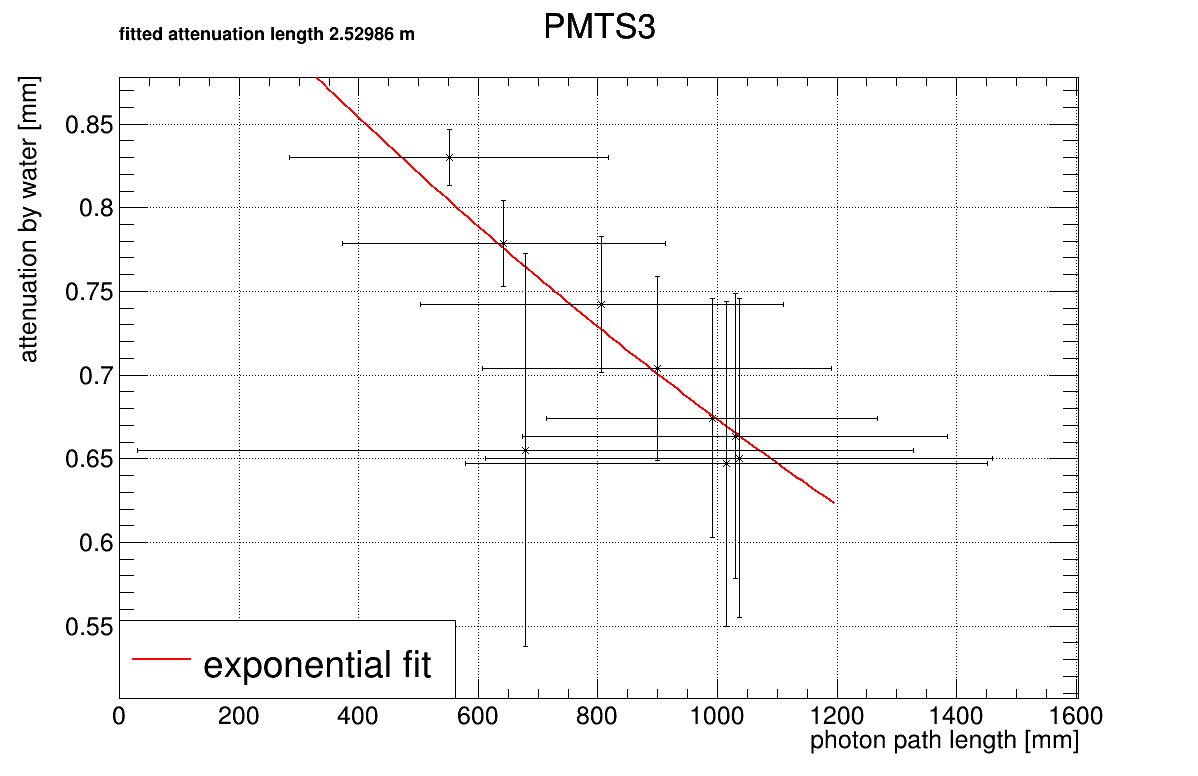 PMTS3
fitted attenuation length 2.52986 m
attenuation by water [mm]
0.85
0.8
0.75
0.7
0.65
0.6
0.55
exponential fit
0 200 400 600 800 1000 1200 1400 1600
photon path length [mm]